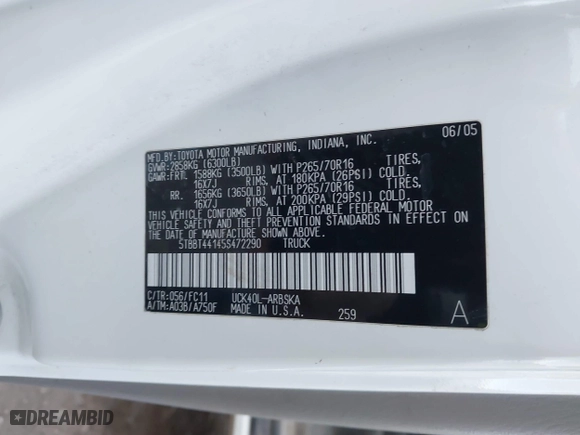 MFD.BY:TOYOTA MOTOR MANUFACTURING, INDIANA, INC. 06/05
GVWR:2858KG (6300LB)
GAWR:FRT. 1588KG (3500LB) WITH P265/70R16 TIRES,
16X7J RIMS, AT 180KPA (26PSI) COLD.
RR. 1656KG (3650LB) WITH P265/70R16 TIRES,
16X7J RIMS, AT 200KPA (29PSI) COLD.
THIS VEHICLE CONFORMS TO ALL APPLICABLE FEDERAL MOTOR
VEHICLE SAFETY AND THEFT PREVENTION STANDARDS IN EFFECT ON
THE DATE OF MANUFACTURE SHOWN ABOVE.
5TBBT44145S472290 TRUCK
C/TR:056/FC11 UCK40L-ARBSKA
A/TM:A03B/A750F MADE IN U.S.A. 259 A
DREAMBID